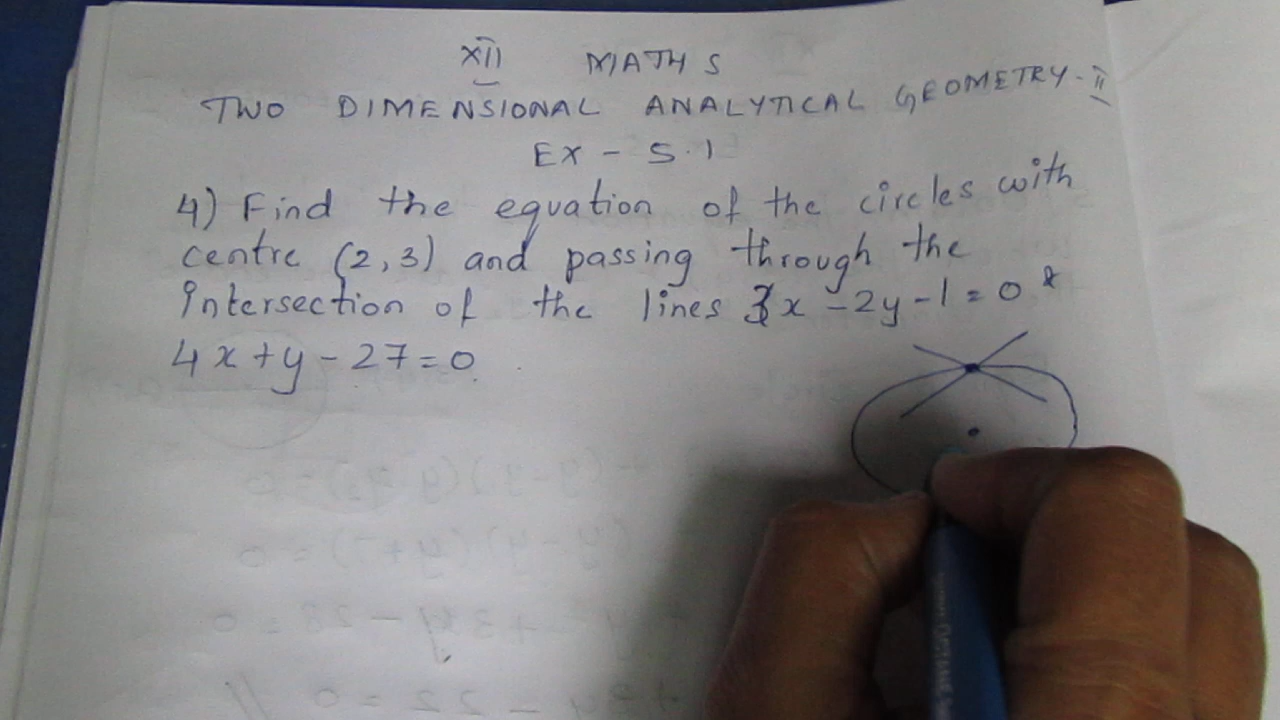 XII MATHS
TWO DIMENSIONAL ANALYTICAL GEOMETRY-II
EX - 5.1
4) Find the equation of the circles with
centre (2,3) and passing through the
intersection of the lines 3x -2y-1=0 &
4x+y-27=0.